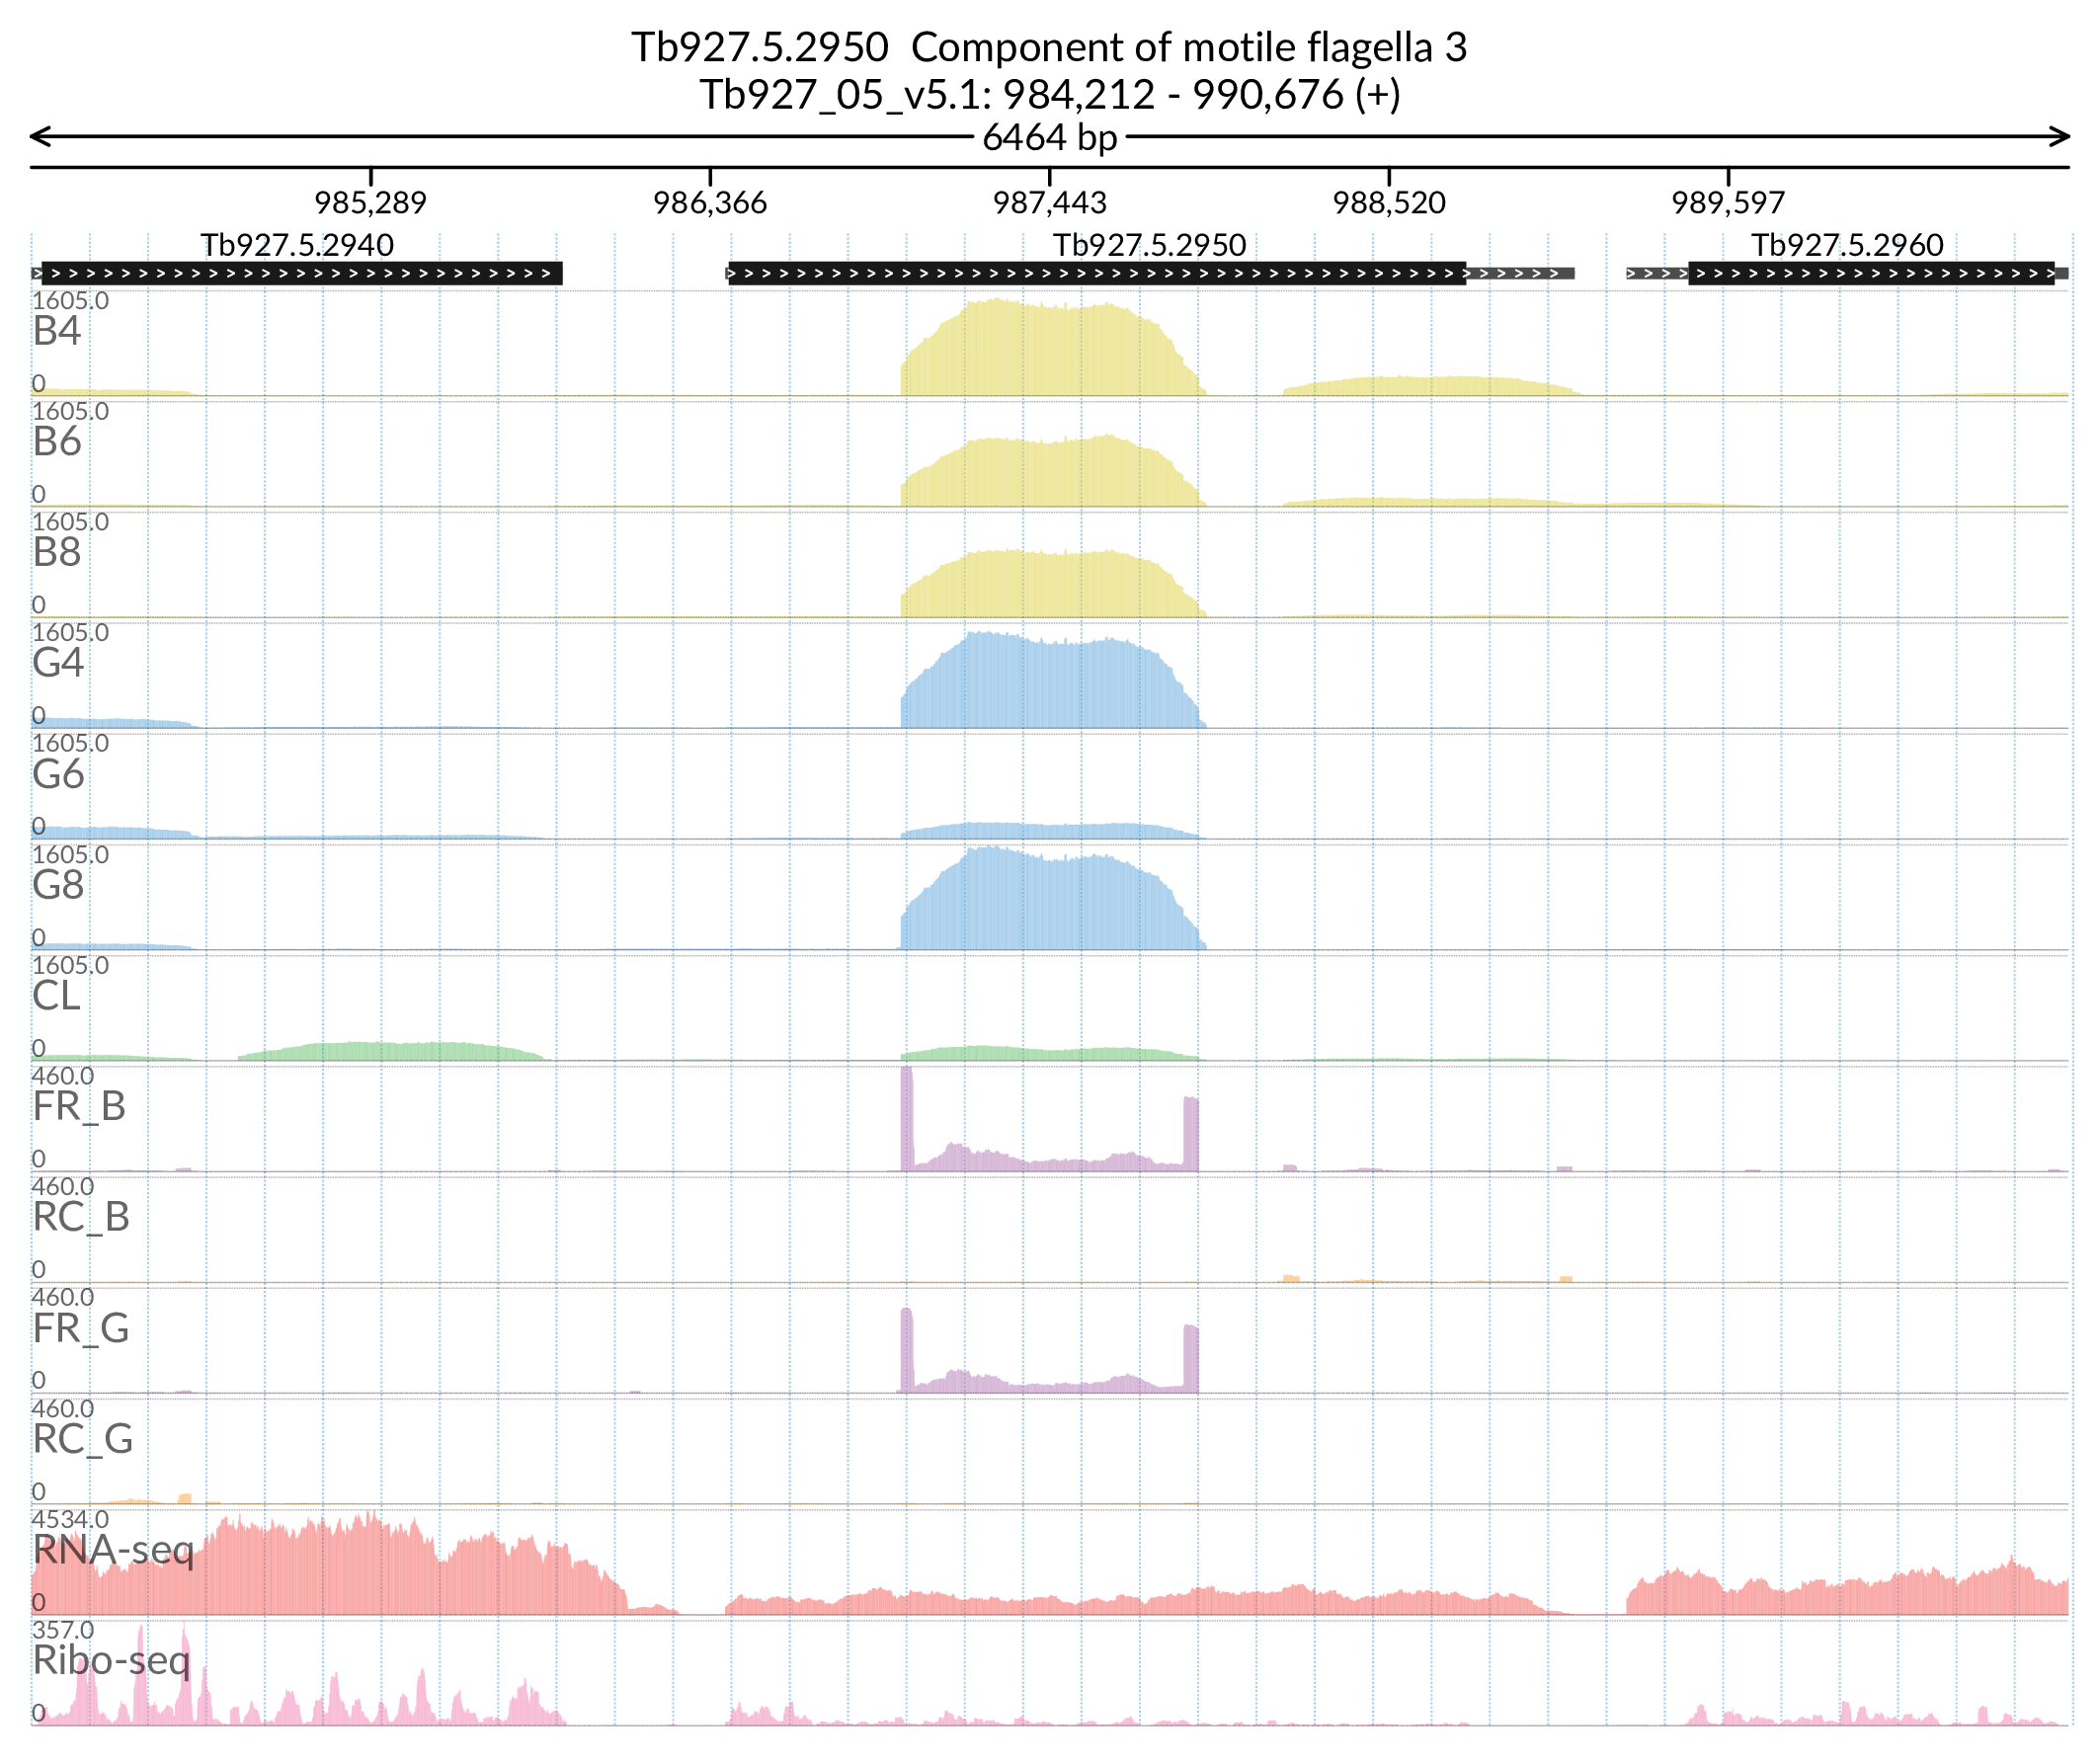 Tb927.5.2950  Component of motile flagella 3
Tb927_05_v5.1: 984,212 - 990,676 (+)
6464 bp
985,289 986,366 987,443 988,520 989,597
Tb927.5.2940 Tb927.5.2950 Tb927.5.2960
1605.0
B4
0
1605.0
B6
0
1605.0
B8
0
1605.0
G4
0
1605.0
G6
0
1605.0
G8
0
1605.0
CL
0
460.0
FR_B
0
460.0
RC_B
0
460.0
FR_G
0
460.0
RC_G
0
4534.0
RNA-seq
0
357.0
Ribo-seq
0